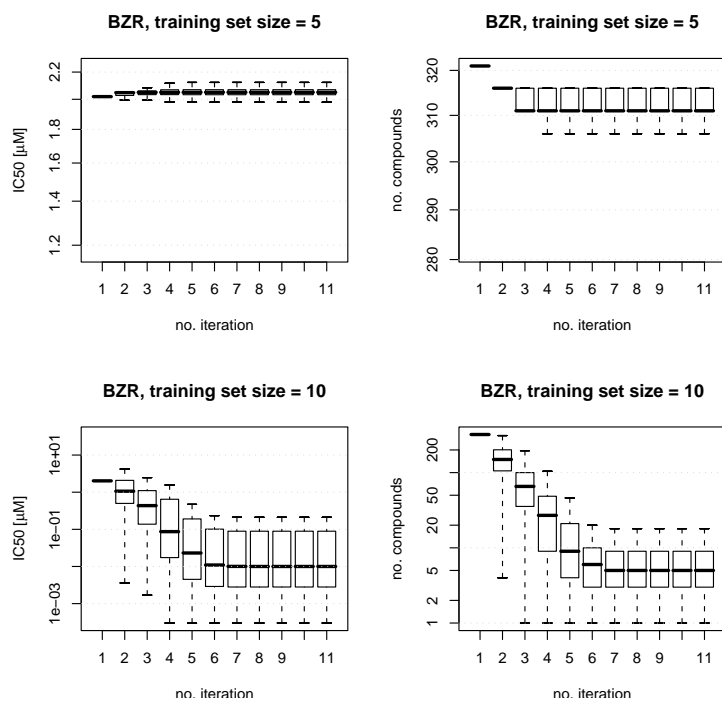 BZR, training set size = 5
IC50 [µM]
2.2
1.8
1.6
1.4
1.2
1 2 3 4 5 6 7 8 9 11
no. iteration
BZR, training set size = 5
no. compounds
320
310
300
290
280
1 2 3 4 5 6 7 8 9 11
no. iteration
BZR, training set size = 10
IC50 [µM]
1e+01
1e−01
1e−03
1 2 3 4 5 6 7 8 9 11
no. iteration
BZR, training set size = 10
no. compounds
200
50
20
5
2
1
1 2 3 4 5 6 7 8 9 11
no. iteration